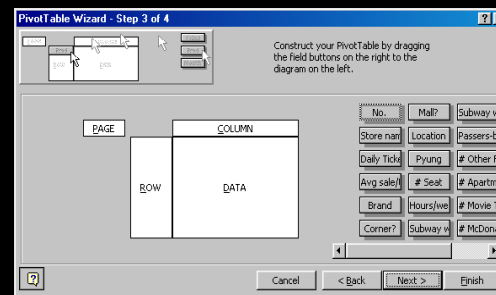 PivotTable Wizard - Step 3 of 4
Construct your PivotTable by dragging
the field buttons on the right to the
diagram on the left.
PAGE
COLUMN
ROW
DATA
No. Mall? Subway w
Store nam Location Passers-b
Daily Ticke Pyung # Other F
Avg sale/ # Seat # Apartm
Brand Hours/we # Movie T
Corner? Subway w # McDona
Cancel < Back Next > Finish